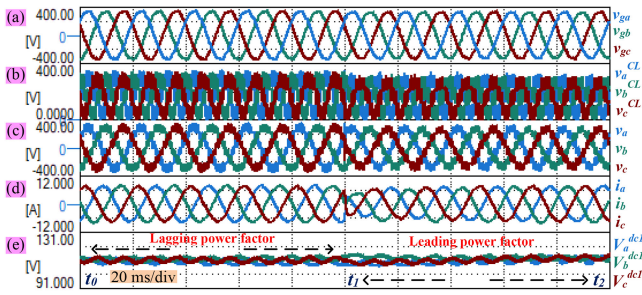 (a) 400.00 v_ga
[V] 0 v_gb
-400.00 v_gc
(b) 400.00 v_a^CL
[V] v_b^CL
0.0000 v_c^CL
(c) 400.00 v_a
[V] 0 v_b
-400.00 v_c
(d) 12.000 i_a
[A] 0 i_b
-12.000 i_c
(e) 131.00 Lagging power factor Leading power factor V_a^dc1
[V] V_b^dc1
91.000 t_0 20 ms/div t_1 t_2 V_c^dc1